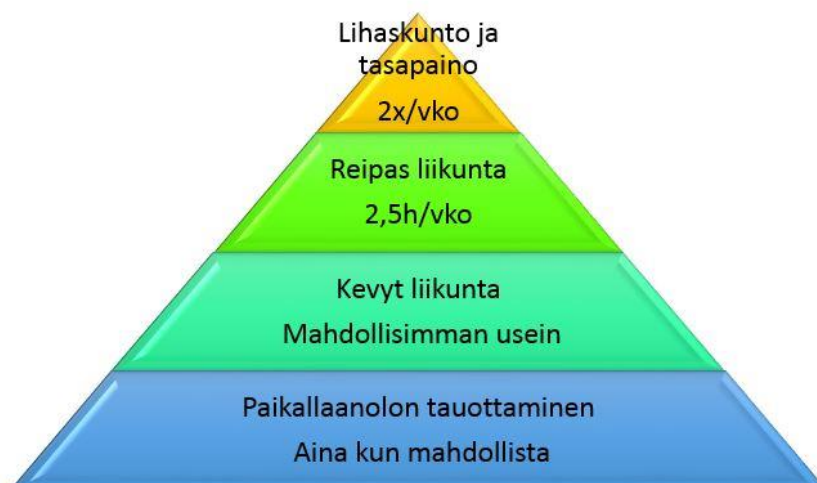 Lihaskunto ja
tasapaino
2x/vko
Reipas liikunta
2,5h/vko
Kevyt liikunta
Mahdollisimman usein
Paikallaanolon tauottaminen
Aina kun mahdollista